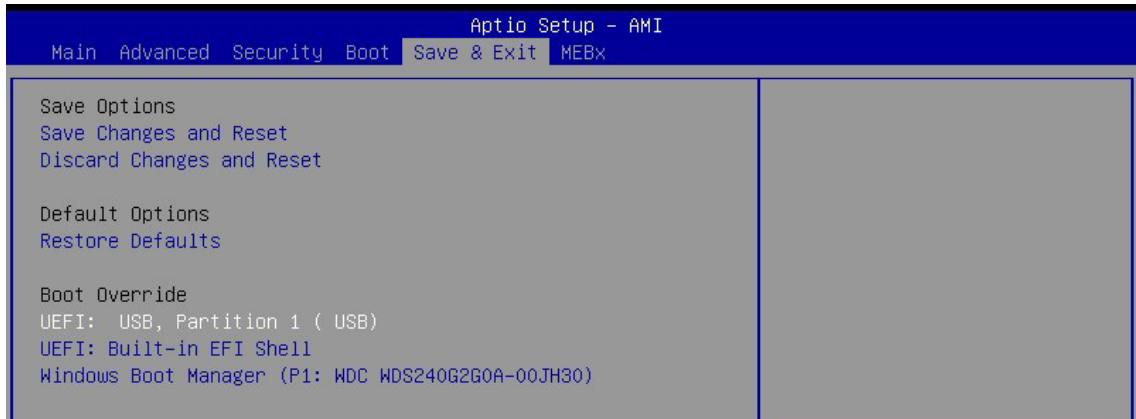 Aptio Setup - AMI
Main Advanced Security Boot Save & Exit MEBx
Save Options
Save Changes and Reset
Discard Changes and Reset
Default Options
Restore Defaults
Boot Override
UEFI: USB, Partition 1 ( USB)
UEFI: Built-in EFI Shell
Windows Boot Manager (P1: WDC WDS240G2G0A-00JH30)